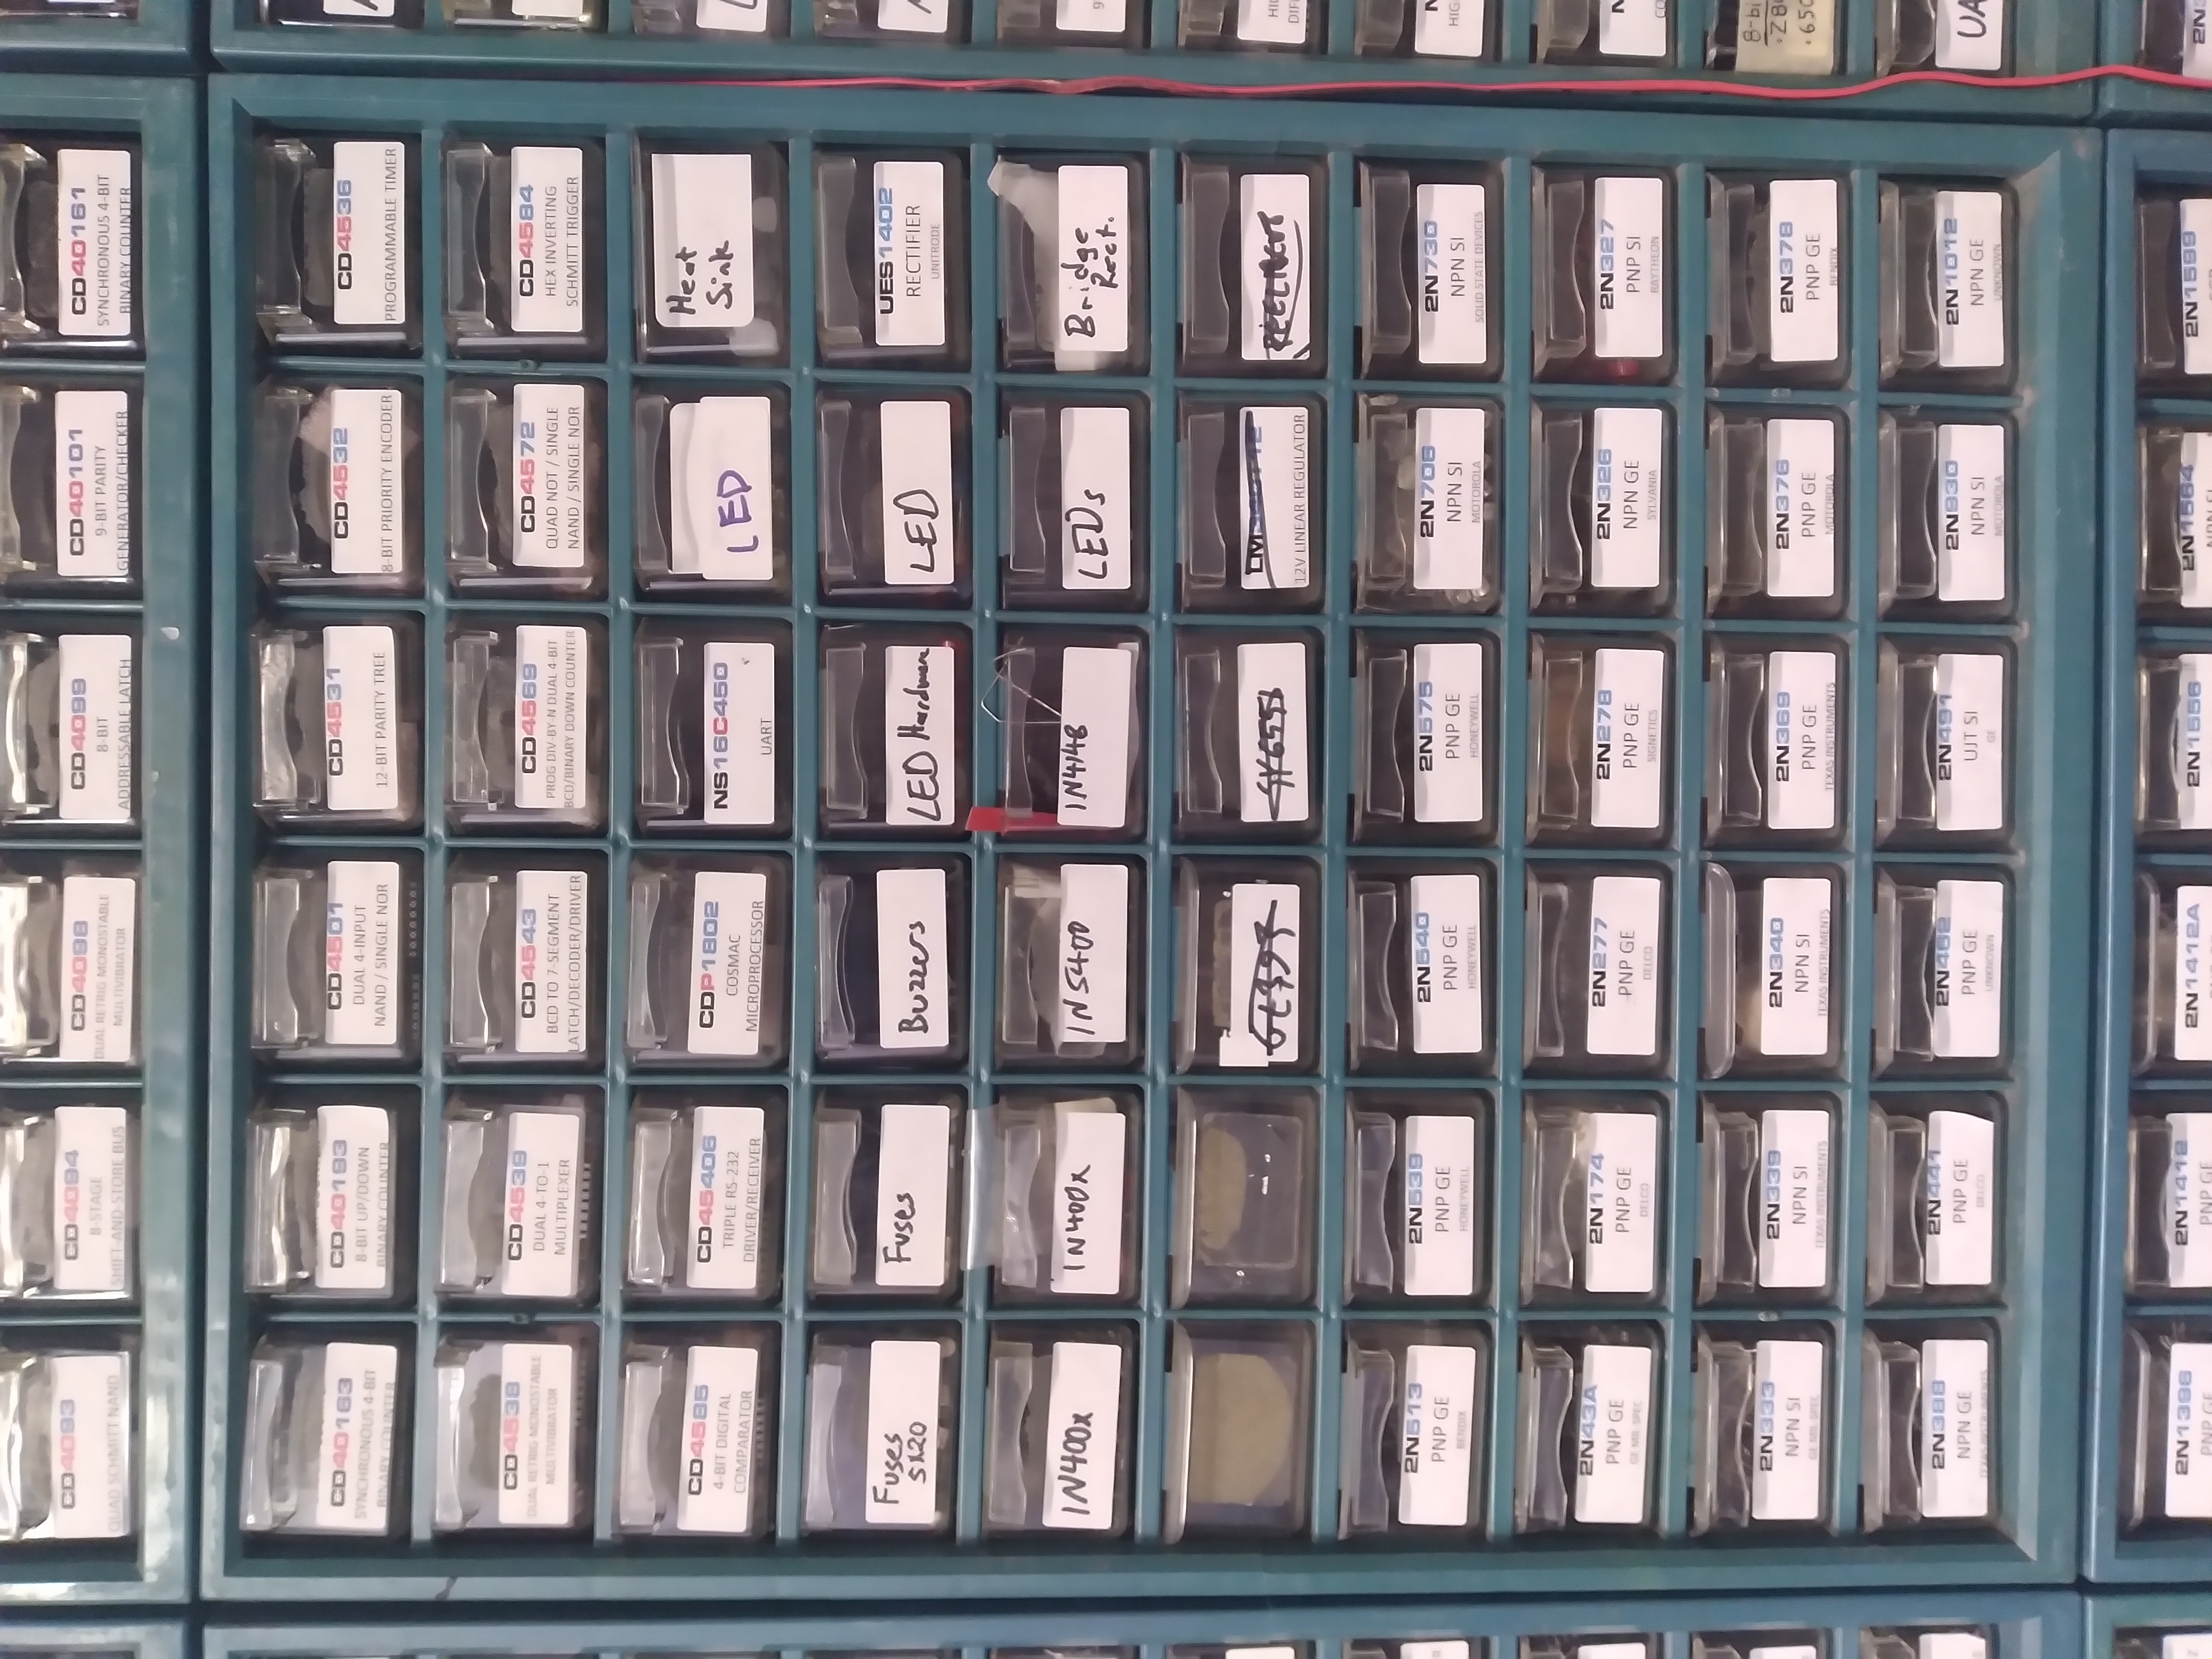 CD4093
QUAD SCHMITT NAND
CD4094
8-STAGE
SHIFT-AND-STORE BUS
CD4098
DUAL RETRIG MONOSTABLE
MULTIVIBRATOR
CD4099
8-BIT
ADDRESSABLE LATCH
CD40101
9-BIT PARITY
GENERATOR/CHECKER
CD40161
SYNCHRONOUS 4-BIT
BINARY COUNTER
CD40163
SYNCHRONOUS 4-BIT
BINARY COUNTER
CD40193
8-BIT UP/DOWN
BINARY COUNTER
CD4501
DUAL 4-INPUT
NAND / SINGLE NOR
CD4531
12-BIT PARITY TREE
CD4532
8-BIT PRIORITY ENCODER
CD4536
PROGRAMMABLE TIMER
CD4538
DUAL RETRIG MONOSTABLE
MULTIVIBRATOR
CD4539
DUAL 4-TO-1
MULTIPLEXER
CD4543
BCD TO 7-SEGMENT
LATCH/DECODER/DRIVER
CD4569
PROG DIV-BY-N DUAL 4-BIT
BCD/BINARY DOWN COUNTER
CD4572
QUAD NOT / SINGLE
NAND / SINGLE NOR
CD4584
HEX INVERTING
SCHMITT TRIGGER
CD4585
4-BIT DIGITAL
COMPARATOR
CD45406
TRIPLE RS-232
DRIVER/RECEIVER
CDP1802
COSMAC
MICROPROCESSOR
NS16C450
UART
LED
Heat
Sink
Fuses
5x20
Fuses
Buzzers
LED Hardware
LED
UES1402
RECTIFIER
UNITRODE
1N400x
1N400x
1N5400
1N4148
LEDs
Bridge
Rect.
12V LINEAR REGULATOR
2N513
PNP GE
BENDIX
2N539
PNP GE
HONEYWELL
2N540
PNP GE
HONEYWELL
2N575
PNP GE
HONEYWELL
2N706
NPN SI
MOTOROLA
2N730
NPN SI
SOLID STATE DEVICES
2N43A
PNP GE
GE MIL-SPEC
2N174
PNP GE
DELCO
2N277
PNP GE
DELCO
2N278
PNP GE
SIGNETICS
2N326
NPN GE
SYLVANIA
2N327
PNP SI
RAYTHEON
2N333
NPN SI
GE MIL-SPEC
2N339
NPN SI
TEXAS INSTRUMENTS
2N340
NPN SI
TEXAS INSTRUMENTS
2N369
PNP GE
TEXAS INSTRUMENTS
2N376
PNP GE
MOTOROLA
2N378
PNP GE
BENDIX
2N388
NPN GE
TEXAS INSTRUMENTS
2N441
PNP GE
DELCO
2N462
PNP GE
UNKNOWN
2N491
UJT SI
GE
2N930
NPN SI
MOTOROLA
2N1012
NPN GE
UNKNOWN
2N1396
PNP GE
2N1412
PNP GE
2N1412A
2N1556
2N1564
2N1599